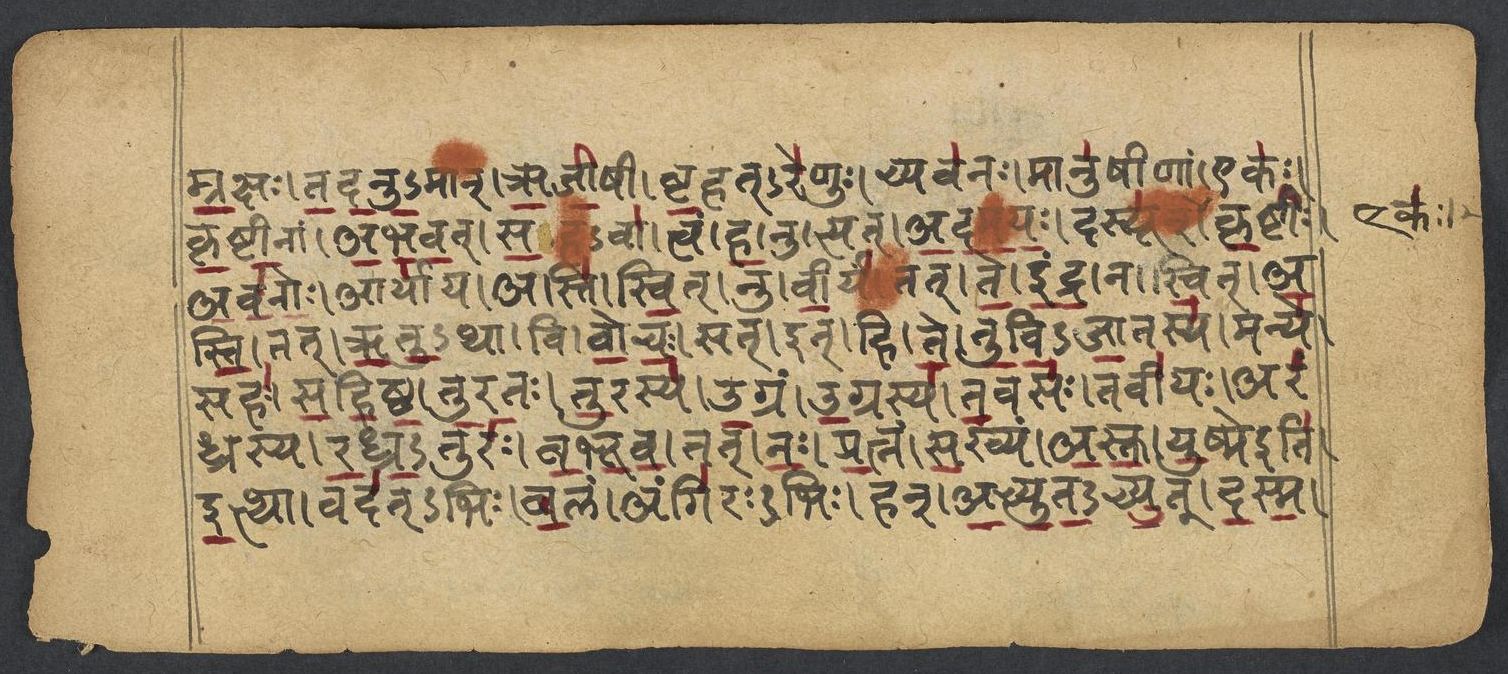 म्रक्षः।तदनुऽमान्।ऋजीषी।बृहत्ऽरेणुः।च्यवनः।मानुषीणां।एकः।
कृष्टीनां।अभवत्।सहऽवा।त्वं।ह।नु।त्यत्।अदमयः।दस्यून्।कृष्टीः।
एकः।
अवनोः।आर्याय।अस्ति।स्वित्।नु।वीर्यं।तत्।ते।इंद्र।न।स्वित्।अ
स्ति।तत्।ऋतुऽथा।वि।वोचः।सत्।इत्।हि।ते।तुविऽजातस्य।मन्ये।
सहः।सहिष्ठ।तुरतः।तुरस्य।उग्रं।उग्रस्य।तवसः।तवीयः।अर
ध्रस्य।रध्रऽतुरः।बभूव।तत्।नः।प्रत्नं।सख्यं।अस्तु।युष्मेइति।
इत्था।वदत्ऽभिः।वलं।अंगिरःऽभिः।हन्।अच्युतऽच्युत्।दस्म।